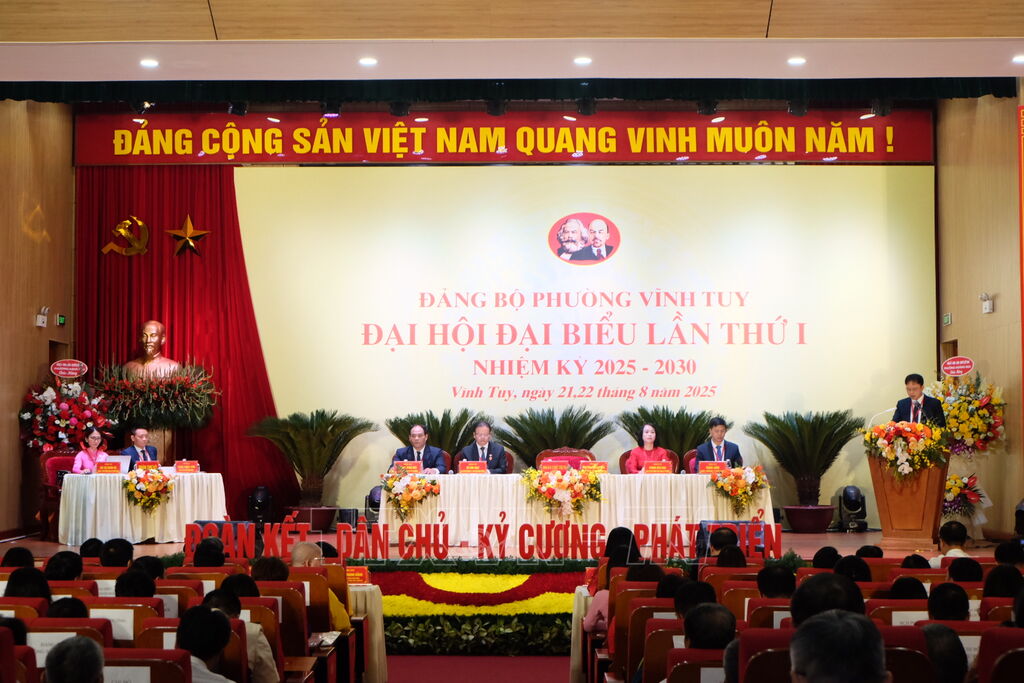 ĐẢNG CỘNG SẢN VIỆT NAM QUANG VINH MUÔN NĂM !
ĐẢNG BỘ PHƯỜNG VĨNH TUY
ĐẠI HỘI ĐẠI BIỂU LẦN THỨ I
NHIỆM KỲ 2025 - 2030
Vĩnh Tuy, ngày 21,22 tháng 8 năm 2025
ĐOÀN KẾT - DÂN CHỦ - KỶ CƯƠNG - PHÁT TRIỂN